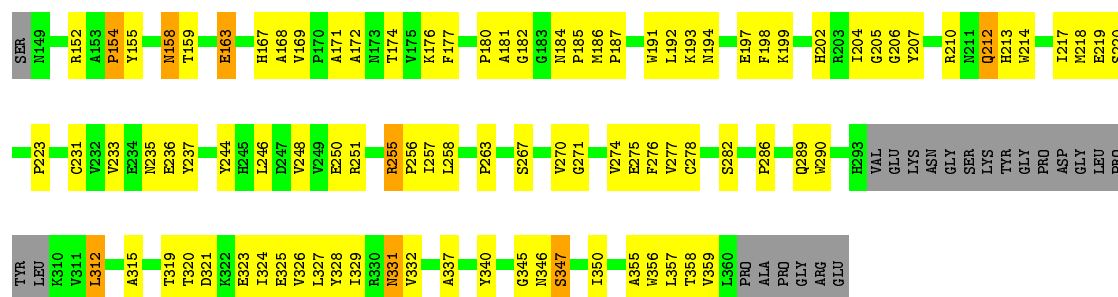 SER N149 R152 A153 P154 Y155 N158 T159 E163 H167 A168 V169 P170 A171 A172 N173 T174 V175 K176 F177 P180 A181 G182 G183 N184 P185 M186 P187 W191 L192 K193 N194 E197 F198 K199 H202 R203 I204 G205 G206 Y207 R210 N211 Q212 H213 W214 I217 M218 E219 S220
P223 C231 V232 V233 E234 N235 E236 Y237 Y244 H245 L246 D247 V248 V249 E250 R251 R255 P256 I257 L258 P263 S267 V270 G271 V274 E275 F276 V277 C278 S282 P286 Q289 W290 H293 VAL GLU LYS ASN GLY SER LYS TYR GLY PRO ASP GLY LEU PRO
TYR LEU K310 V311 L312 A315 T319 T320 D321 K322 E323 I324 E325 V326 L327 Y328 I329 R330 N331 V332 A337 Y340 G345 N346 S347 I350 A355 W356 L357 T358 V359 L360 PRO ALA PRO GLY ARG GLU